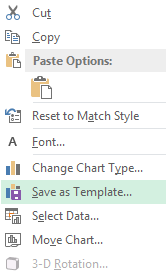 Cut
Copy
Paste Options:
Reset to Match Style
A Font...
Change Chart Type...
Save as Template...
Select Data...
Move Chart...
3-D Rotation...